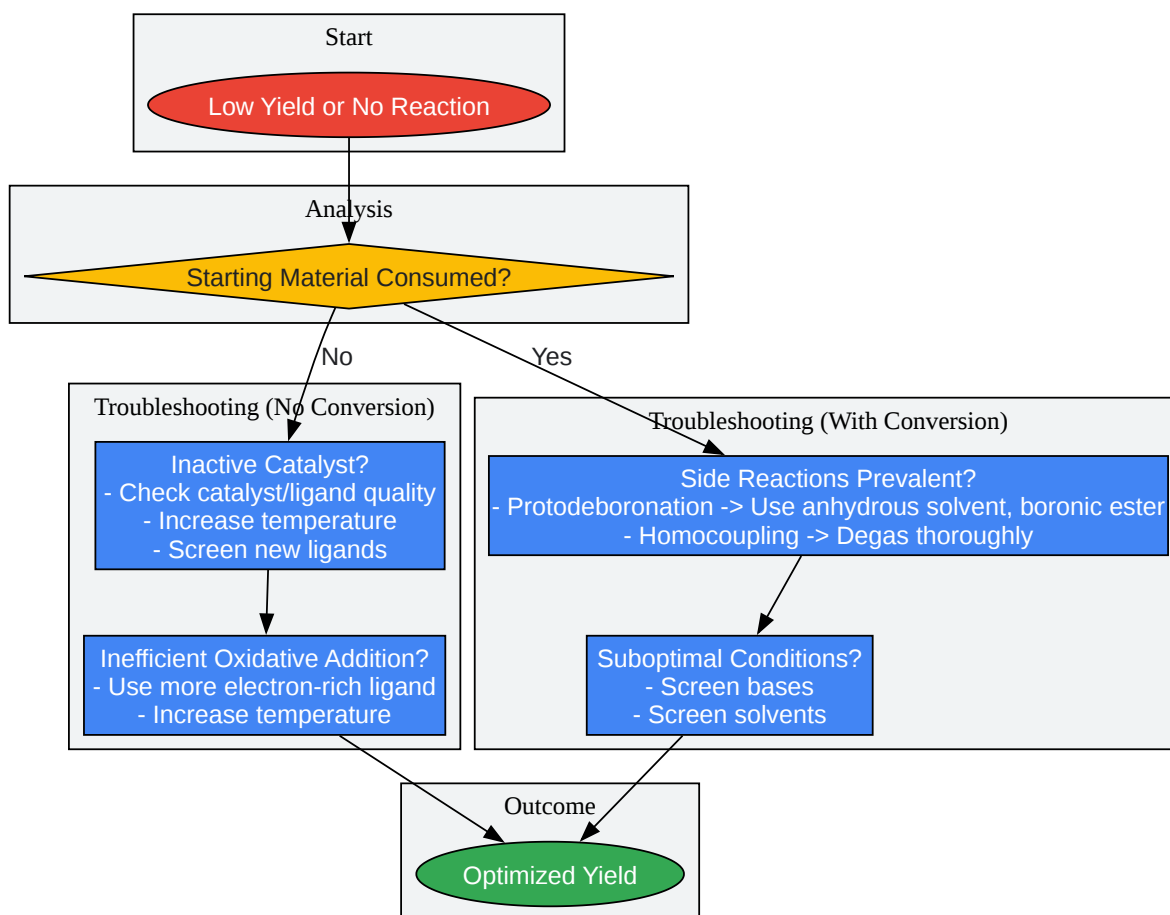 Start
Low Yield or No Reaction
Analysis
Starting Material Consumed?
No
Yes
Troubleshooting (No Conversion)
Inactive Catalyst?
- Check catalyst/ligand quality
- Increase temperature
- Screen new ligands
Inefficient Oxidative Addition?
- Use more electron-rich ligand
- Increase temperature
Troubleshooting (With Conversion)
Side Reactions Prevalent?
- Protodeboronation -> Use anhydrous solvent, boronic ester
- Homocoupling -> Degas thoroughly
Suboptimal Conditions?
- Screen bases
- Screen solvents
Outcome
Optimized Yield